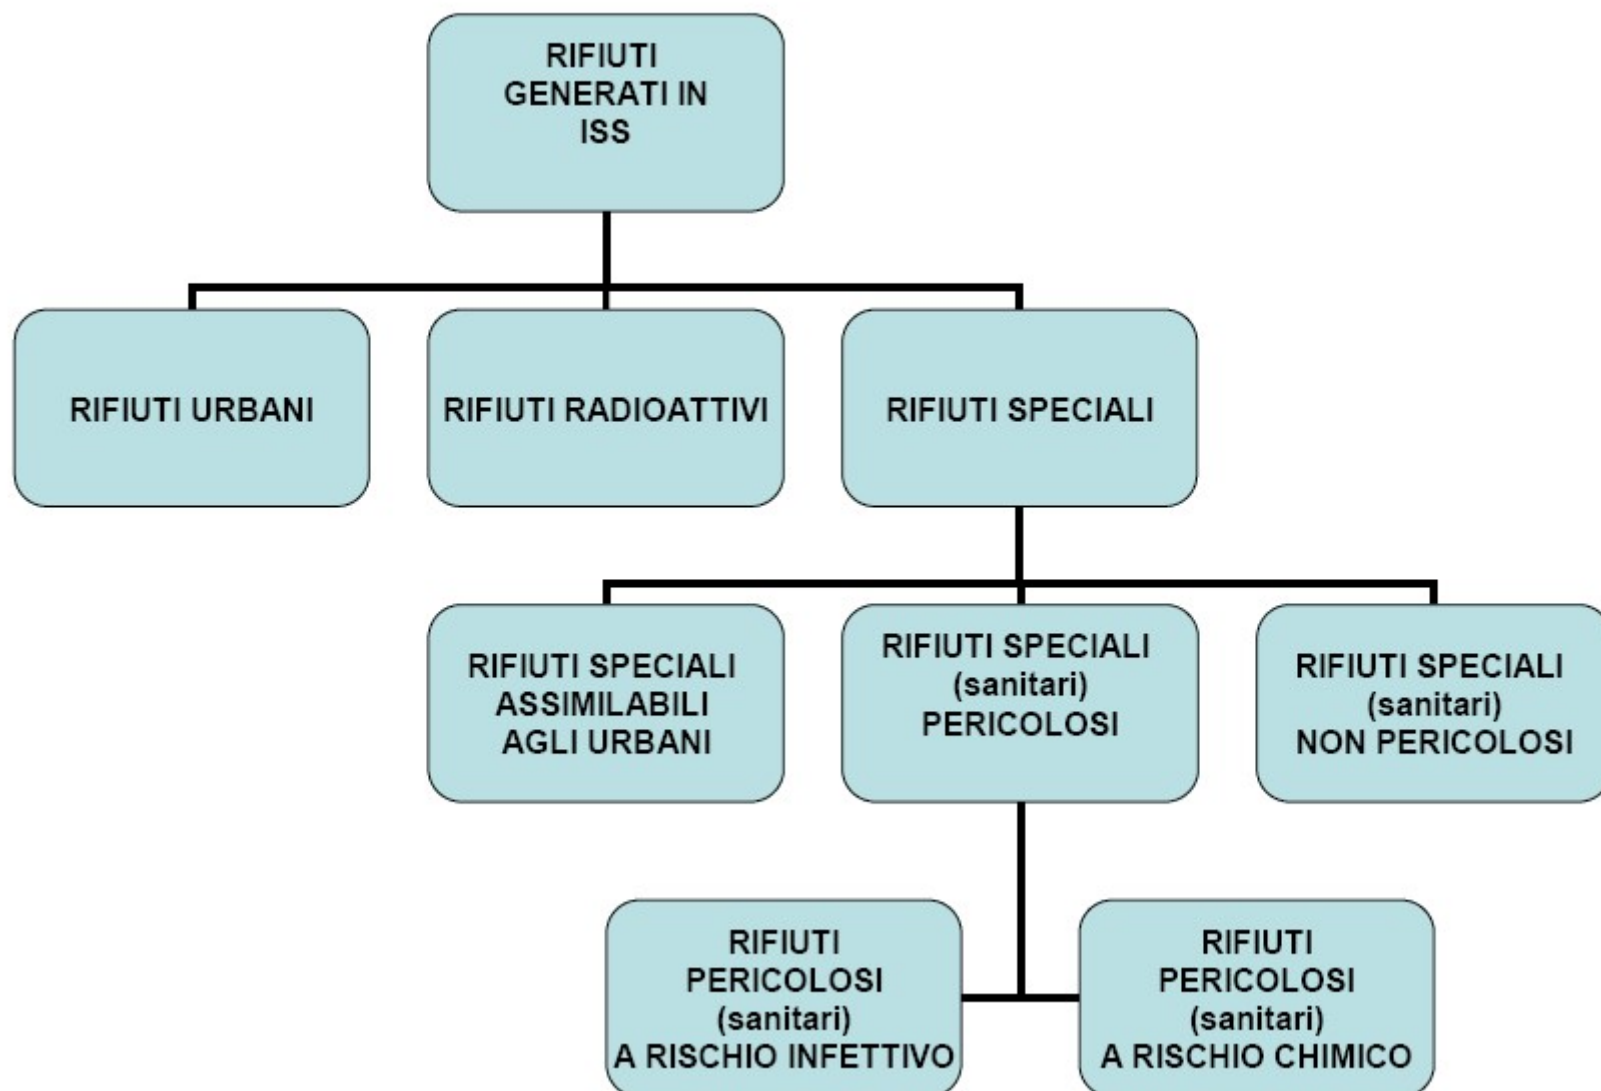 RIFIUTI
GENERATI IN
ISS
RIFIUTI URBANI
RIFIUTI RADIOATTIVI
RIFIUTI SPECIALI
RIFIUTI SPECIALI
ASSIMILABILI
AGLI URBANI
RIFIUTI SPECIALI
(sanitari)
PERICOLOSI
RIFIUTI SPECIALI
(sanitari)
NON PERICOLOSI
RIFIUTI
PERICOLOSI
(sanitari)
A RISCHIO INFETTIVO
RIFIUTI
PERICOLOSI
(sanitari)
A RISCHIO CHIMICO